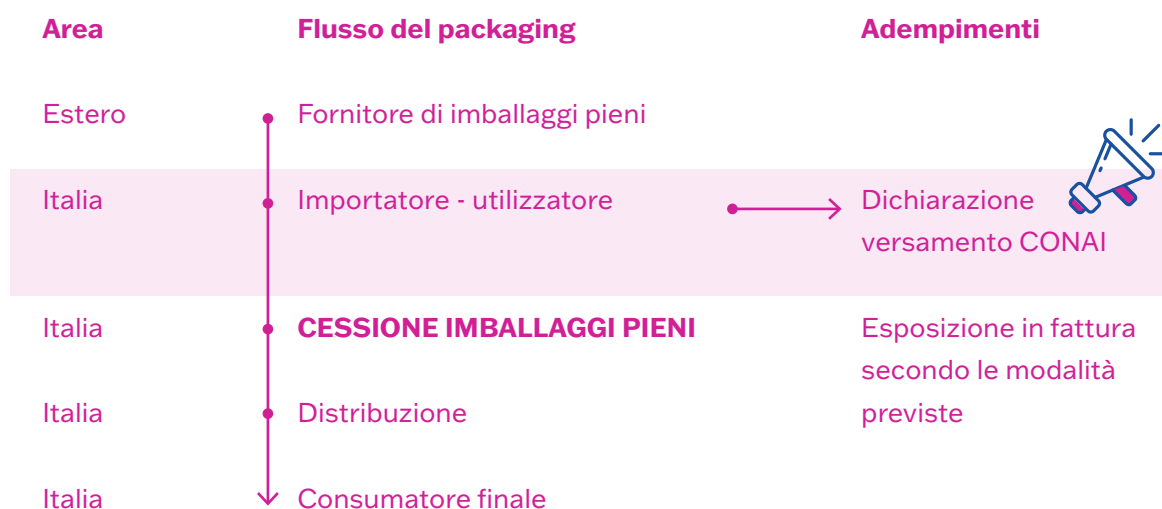 Area Flusso del packaging Adempimenti
Estero Fornitore di imballaggi pieni
Italia Importatore - utilizzatore Dichiarazione
versamento CONAI
Italia CESSIONE IMBALLAGGI PIENI Esposizione in fattura
secondo le modalità
Italia Distribuzione previste
Italia Consumatore finale